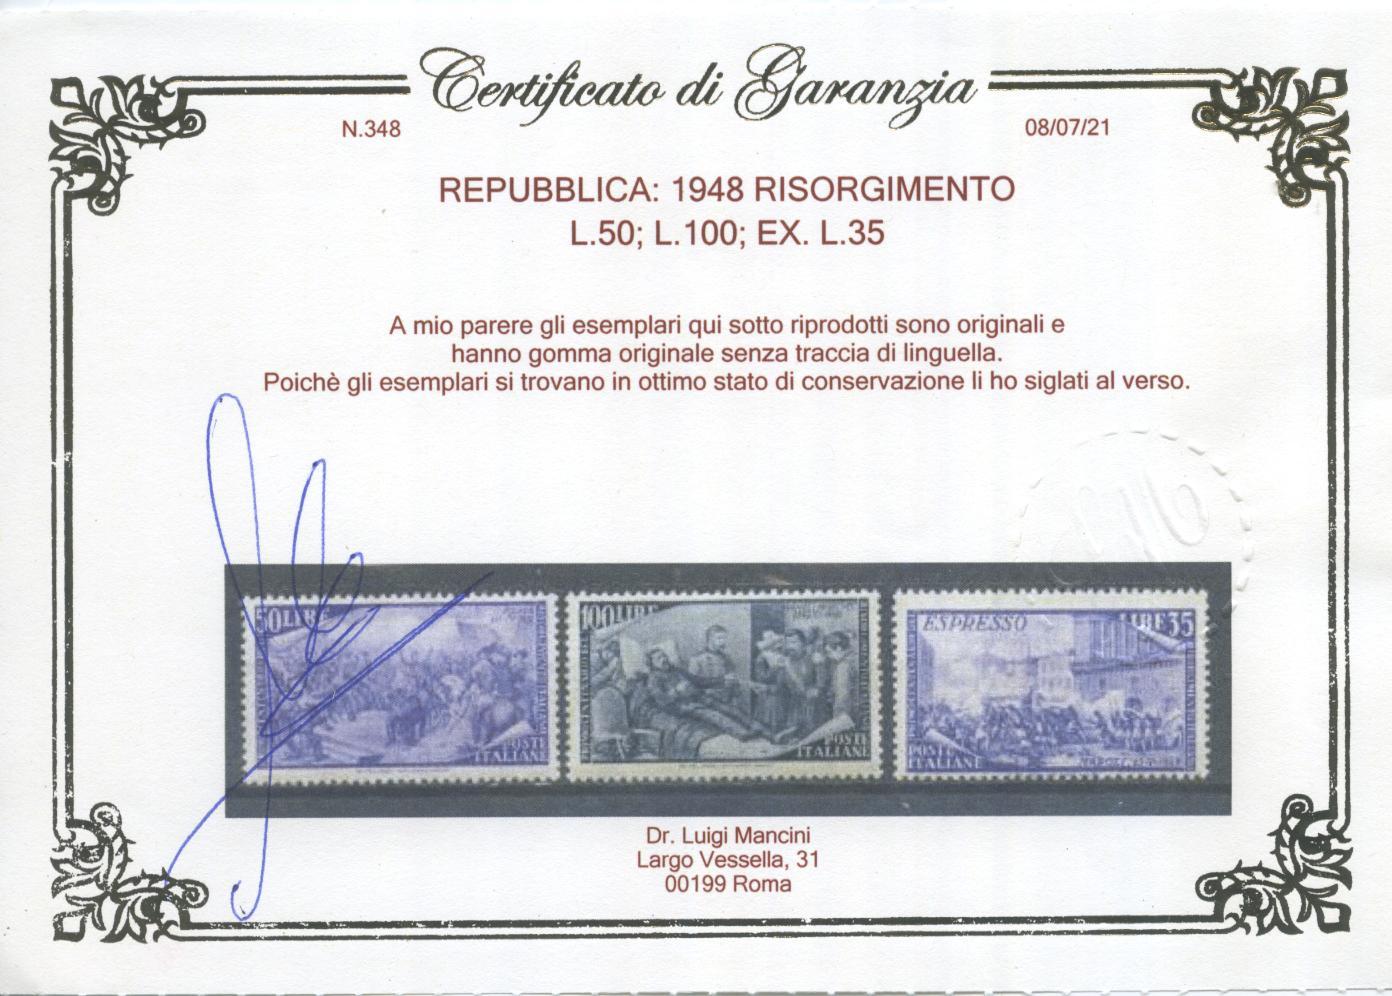 Certificato di Garanzia
N.348
08/07/21
REPUBBLICA: 1948 RISORGIMENTO
L.50; L.100; EX. L.35
A mio parere gli esemplari qui sotto riprodotti sono originali e
hanno gomma originale senza traccia di linguella.
Poichè gli esemplari si trovano in ottimo stato di conservazione li ho siglati al verso.
50 LIRE
POSTE
ITALIANE
100 LIRE
POSTE
ITALIANE
ESPRESSO
LIRE 35
POSTE
ITALIANE
Dr. Luigi Mancini
Largo Vessella, 31
00199 Roma